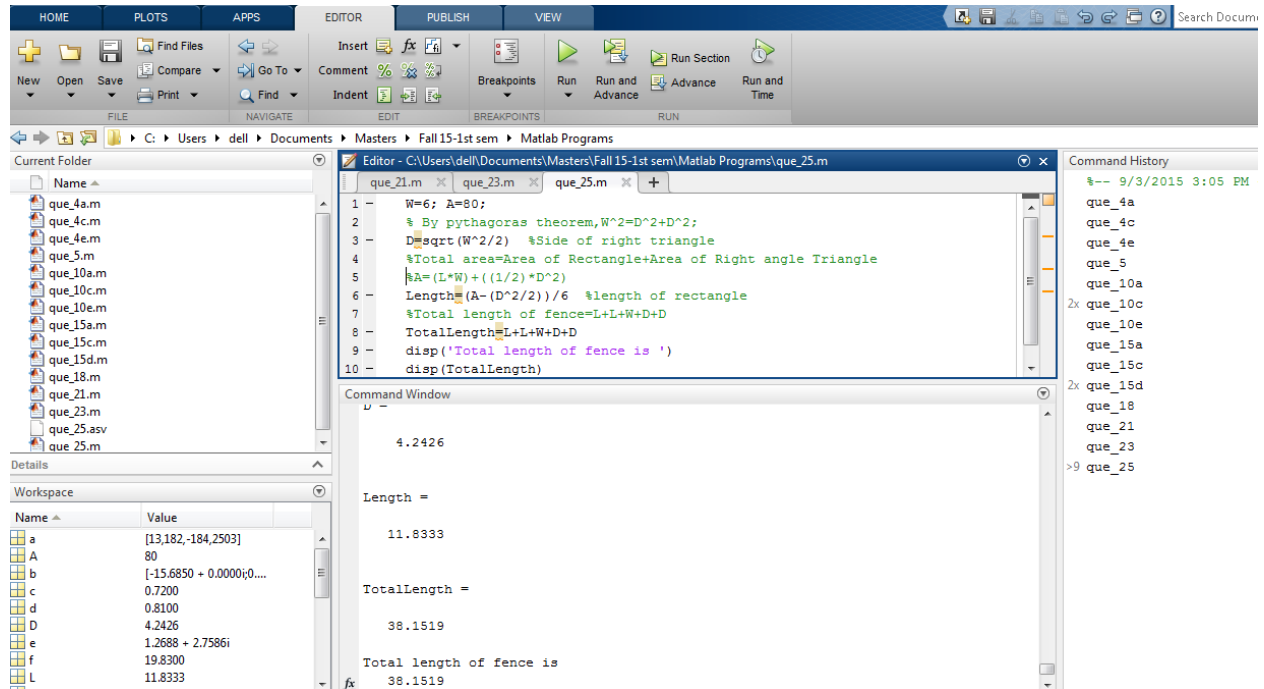 HOME PLOTS APPS EDITOR PUBLISH VIEW Search Docume
Find Files
Compare
Print
New Open Save
FILE
Go To
Find
NAVIGATE
Insert fx
Comment
Indent
EDIT
Breakpoints
BREAKPOINTS
Run
Run and Advance
Run Section
Advance
Run and Time
RUN
C: Users dell Documents Masters Fall 15-1st sem Matlab Programs
Current Folder
Name
que_4a.m
que_4c.m
que_4e.m
que_5.m
que_10a.m
que_10c.m
que_10e.m
que_15a.m
que_15c.m
que_15d.m
que_18.m
que_21.m
que_23.m
que_25.asv
que_25.m
Details
Workspace
Name Value
a [13,182,-184,2503]
A 80
b [-15.6850 + 0.0000i;0....
c 0.7200
d 0.8100
D 4.2426
e 1.2688 + 2.7586i
f 19.8300
L 11.8333
Editor - C:\Users\dell\Documents\Masters\Fall 15-1st sem\Matlab Programs\que_25.m
que_21.m que_23.m que_25.m
1 W=6; A=80;
2 % By pythagoras theorem,W^2=D^2+D^2;
3 D=sqrt(W^2/2) %Side of right triangle
4 %Total area=Area of Rectangle+Area of Right angle Triangle
5 %A=(L*W)+((1/2)*D^2)
6 Length=(A-(D^2/2))/6 %length of rectangle
7 %Total length of fence=L+L+W+D+D
8 TotalLength=L+L+W+D+D
9 disp('Total length of fence is ')
10 disp(TotalLength)
Command Window
D =
4.2426
Length =
11.8333
TotalLength =
38.1519
Total length of fence is
fx 38.1519
Command History
%-- 9/3/2015 3:05 PM
que_4a
que_4c
que_4e
que_5
que_10a
2x que_10c
que_10e
que_15a
que_15c
2x que_15d
que_18
que_21
que_23
>9 que_25